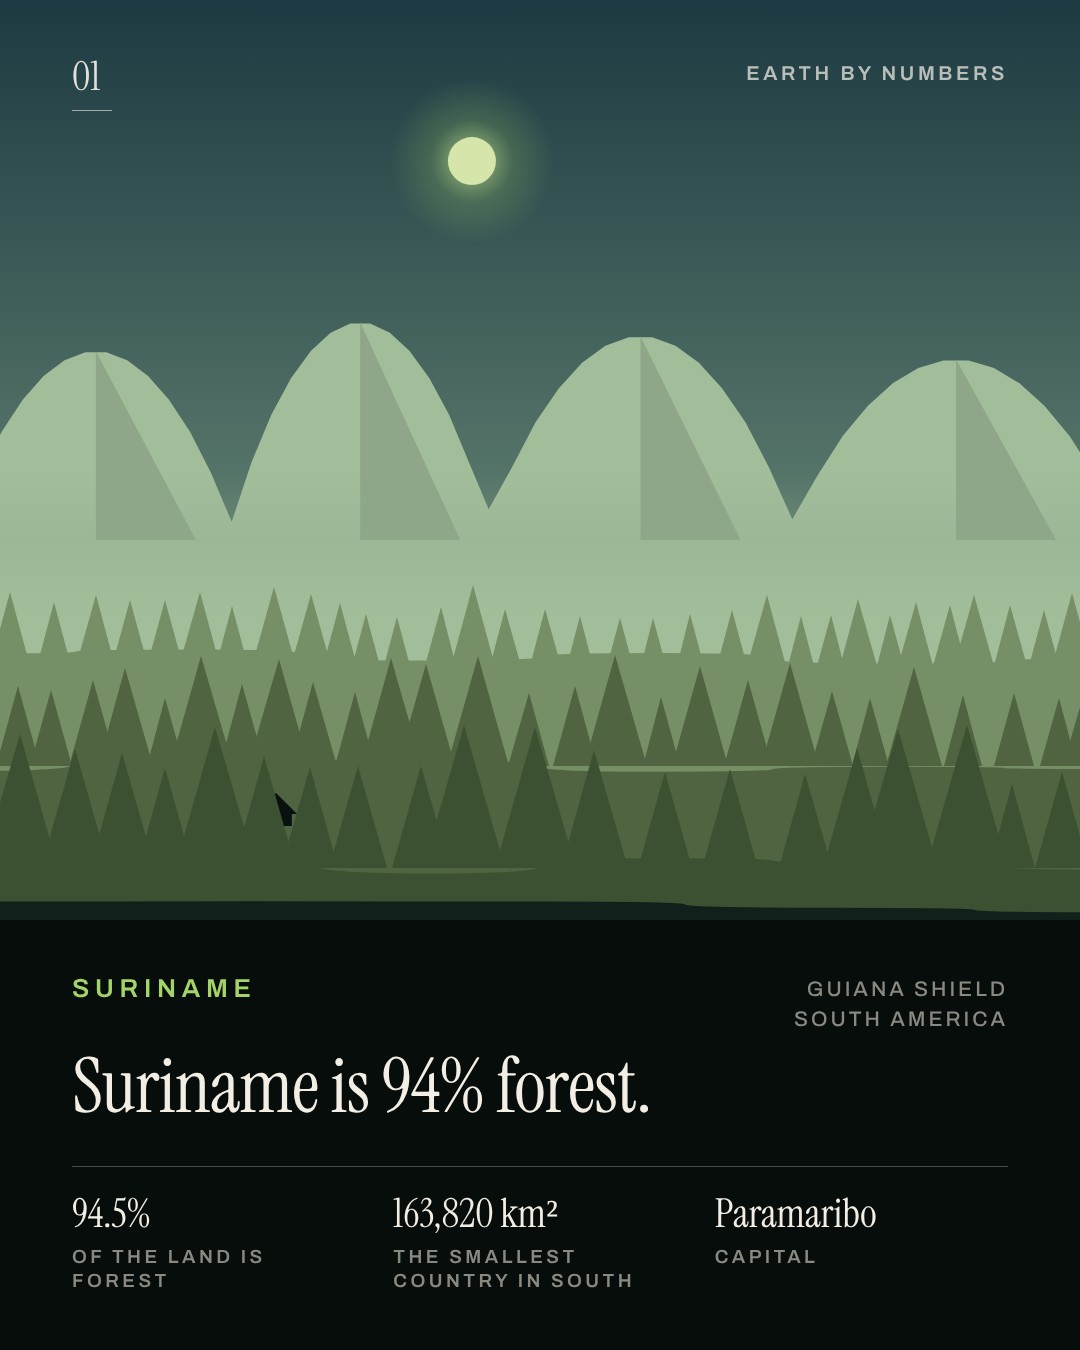 01
EARTH BY NUMBERS
SURINAME
GUIANA SHIELD
SOUTH AMERICA
Suriname is 94% forest.
94.5%
OF THE LAND IS
FOREST
163,820 km²
THE SMALLEST
COUNTRY IN SOUTH
Paramaribo
CAPITAL